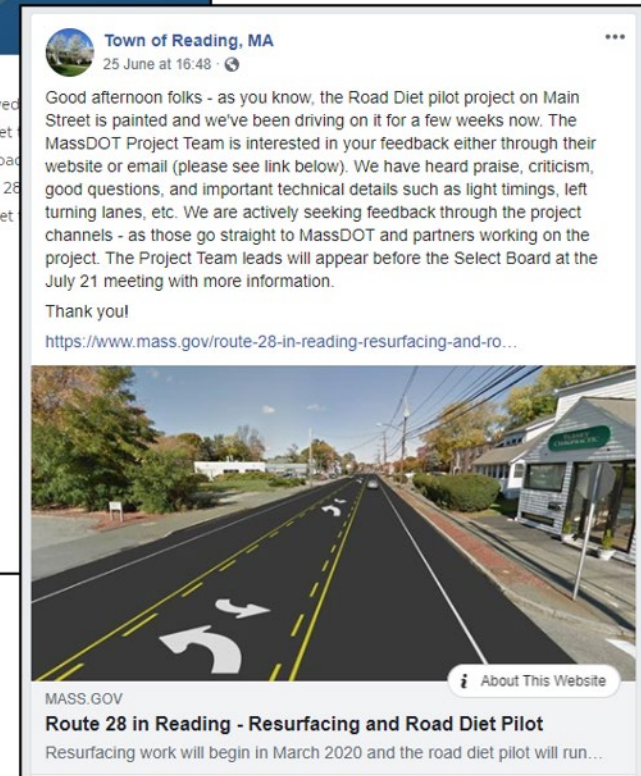 Town of Reading, MA
25 June at 16:48 ·
Good afternoon folks - as you know, the Road Diet pilot project on Main
Street is painted and we've been driving on it for a few weeks now. The
MassDOT Project Team is interested in your feedback either through their
website or email (please see link below). We have heard praise, criticism,
good questions, and important technical details such as light timings, left
turning lanes, etc. We are actively seeking feedback through the project
channels - as those go straight to MassDOT and partners working on the
project. The Project Team leads will appear before the Select Board at the
July 21 meeting with more information.
Thank you!
https://www.mass.gov/route-28-in-reading-resurfacing-and-ro...
CHIROPRACTIC
i About This Website
MASS.GOV
Route 28 in Reading - Resurfacing and Road Diet Pilot
Resurfacing work will begin in March 2020 and the road diet pilot will run...